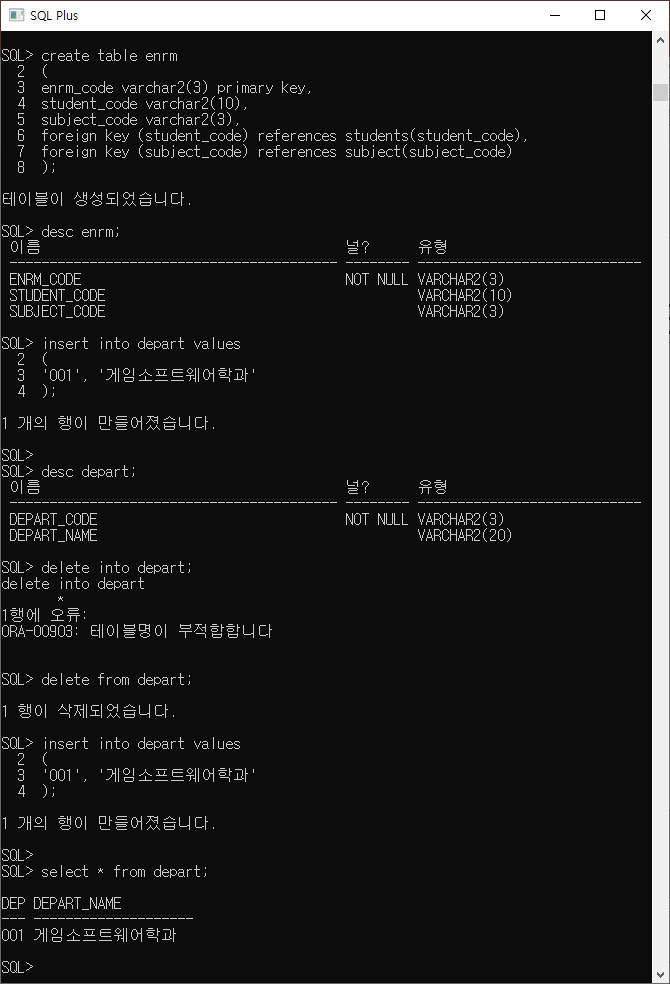 SQL Plus
SQL> create table enrm
2 (
3 enrm_code varchar2(3) primary key,
4 student_code varchar2(10),
5 subject_code varchar2(3),
6 foreign key (student_code) references students(student_code),
7 foreign key (subject_code) references subject(subject_code)
8 );
테이블이 생성되었습니다.
SQL> desc enrm;
이름 널? 유형
----------------------------------------- -------- ----------------------------
ENRM_CODE NOT NULL VARCHAR2(3)
STUDENT_CODE VARCHAR2(10)
SUBJECT_CODE VARCHAR2(3)
SQL> insert into depart values
2 (
3 '001', '게임소프트웨어학과'
4 );
1 개의 행이 만들어졌습니다.
SQL>
SQL> desc depart;
이름 널? 유형
----------------------------------------- -------- ----------------------------
DEPART_CODE NOT NULL VARCHAR2(3)
DEPART_NAME VARCHAR2(20)
SQL> delete into depart;
delete into depart
*
1행에 오류:
ORA-00903: 테이블명이 부적합합니다
SQL> delete from depart;
1 행이 삭제되었습니다.
SQL> insert into depart values
2 (
3 '001', '게임소프트웨어학과'
4 );
1 개의 행이 만들어졌습니다.
SQL>
SQL> select * from depart;
DEP DEPART_NAME
--- --------------------
001 게임소프트웨어학과
SQL>